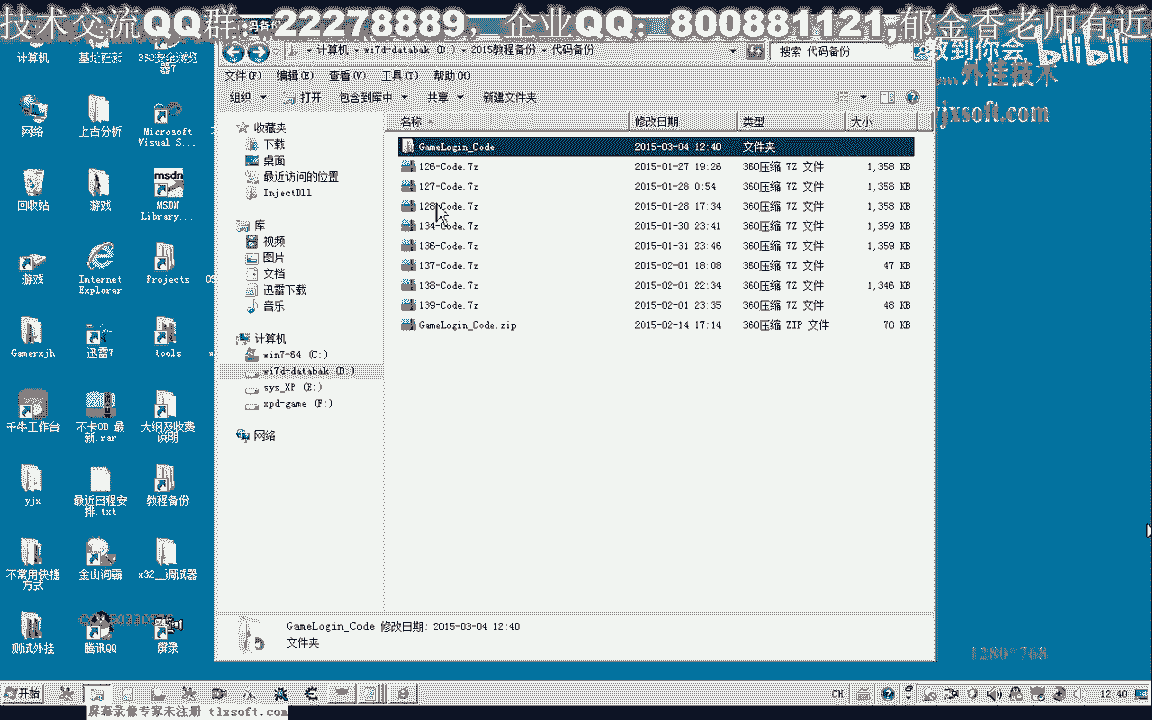 技术交流QQ群：22278889， 企业QQ：800881121,郁金香老师有近
教到你会 bilibili
外挂技术
yjxsoft.com
计算机 wi7d-databak (D:) 2015教程备份 代码备份
搜索 代码备份
文件(F) 编辑(E) 查看(V) 工具(T) 帮助(H)
组织 打开 包含到库中 共享 新建文件夹
名称 修改日期 类型 大小
GameLogin_Code 2015-03-04 12:40 文件夹
126-Code.7z 2015-01-27 19:26 360压缩 7Z 文件 1,358 KB
127-Code.7z 2015-01-28 0:54 360压缩 7Z 文件 1,358 KB
128-Code.7z 2015-01-28 17:34 360压缩 7Z 文件 1,358 KB
134-Code.7z 2015-01-30 23:41 360压缩 7Z 文件 1,359 KB
136-Code.7z 2015-01-31 23:46 360压缩 7Z 文件 1,359 KB
137-Code.7z 2015-02-01 18:08 360压缩 7Z 文件 47 KB
138-Code.7z 2015-02-01 22:34 360压缩 7Z 文件 1,346 KB
139-Code.7z 2015-02-01 23:35 360压缩 7Z 文件 48 KB
GameLogin_Code.zip 2015-02-14 17:14 360压缩 ZIP 文件 70 KB
收藏夹
下载
桌面
最近访问的位置
InjectDll
库
视频
图片
文档
迅雷下载
音乐
计算机
win7-64 (C:)
wi7d-databak (D:)
sys_XP (E:)
xpd-game (F:)
网络
GameLogin_Code 修改日期: 2015-03-04 12:40
文件夹
计算机
网络 上古分析 Microsoft Visual S...
回收站 游戏 MSDN Library...
游戏 Internet Explorer Projects
Gamerxjh 迅雷7 tools
千牛工作台 不卡OD 最新.rar 大纲及收费说明
yjx 最近日程安排.txt 教程备份
不常用快捷方式 金山词霸 x32__调试器
测试外挂 腾讯QQ 屏录
1280*768
开始 CH 12:40
屏幕录像专家未注册 tlxsoft.com